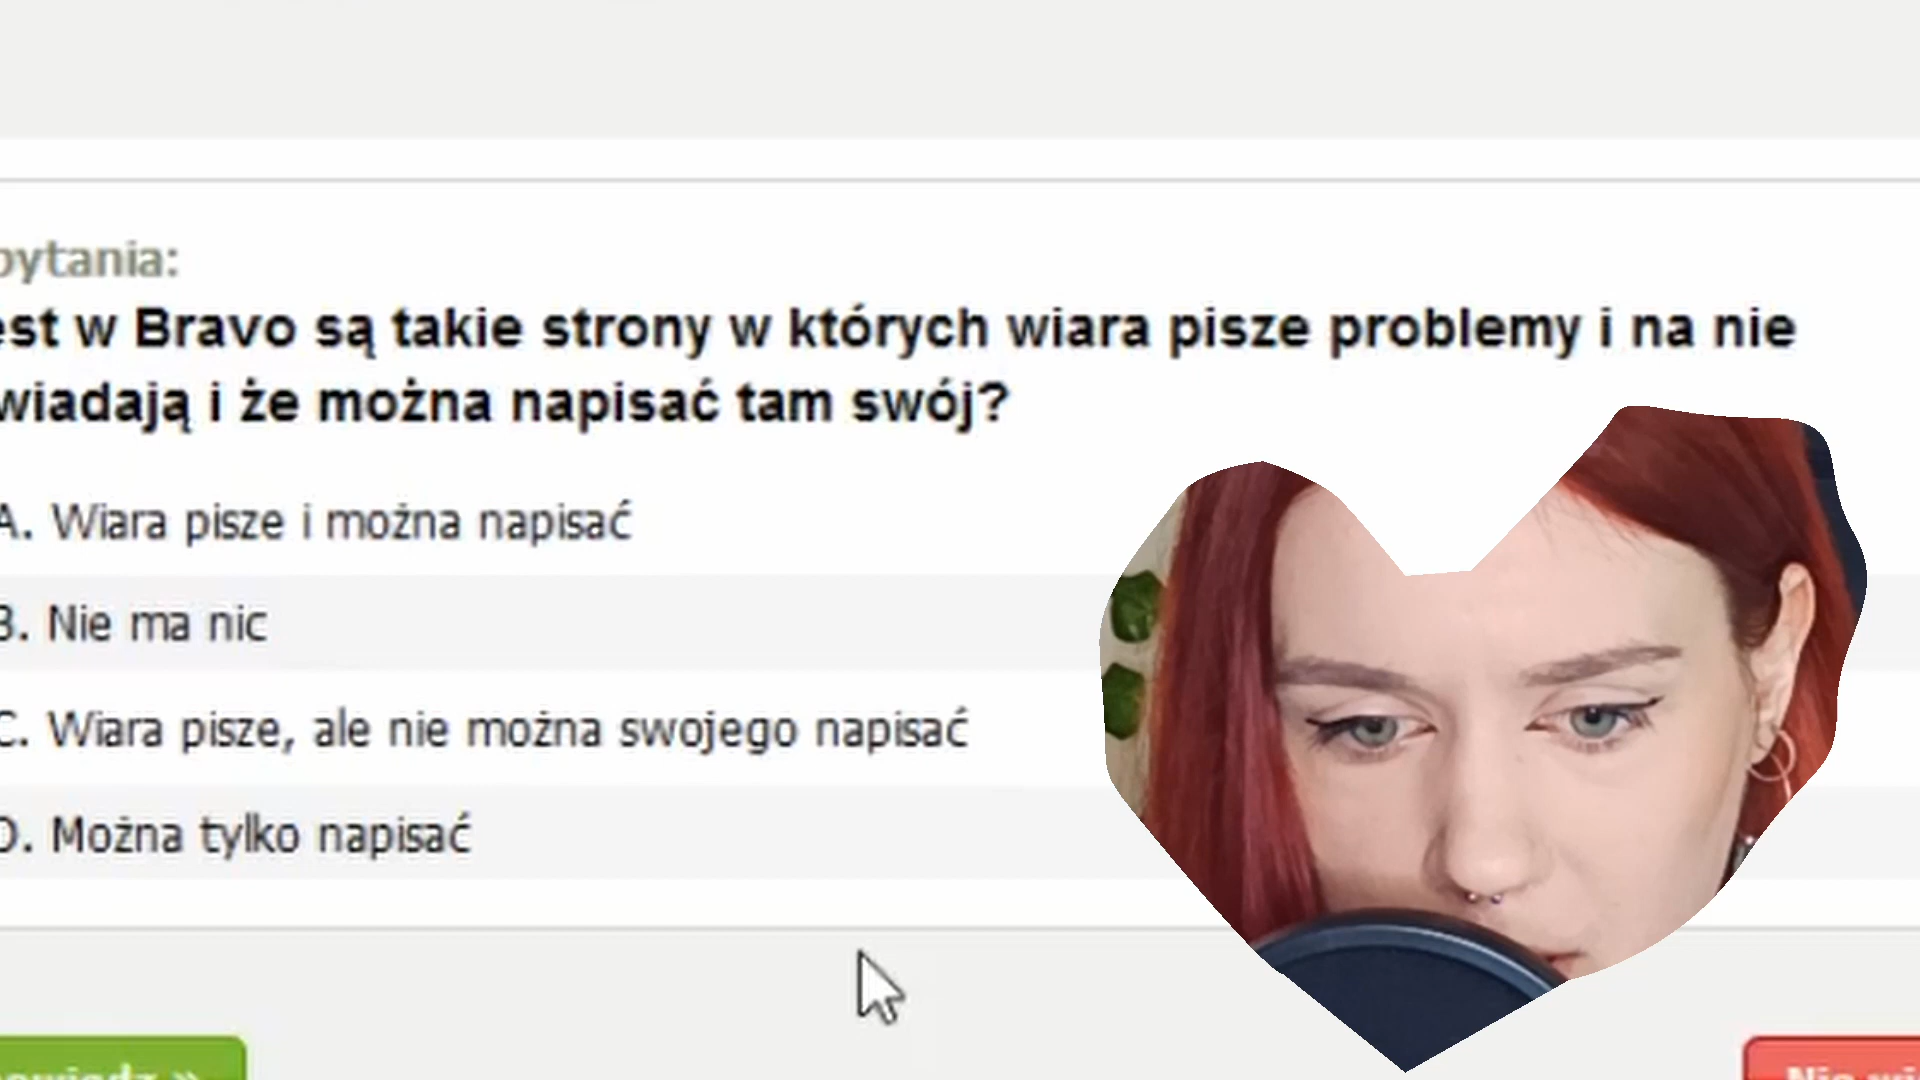 pytania:
est w Bravo są takie strony w których wiara pisze problemy i na nie
wiadają i że można napisać tam swój?
A. Wiara pisze i można napisać
B. Nie ma nic
C. Wiara pisze, ale nie można swojego napisać
D. Można tylko napisać